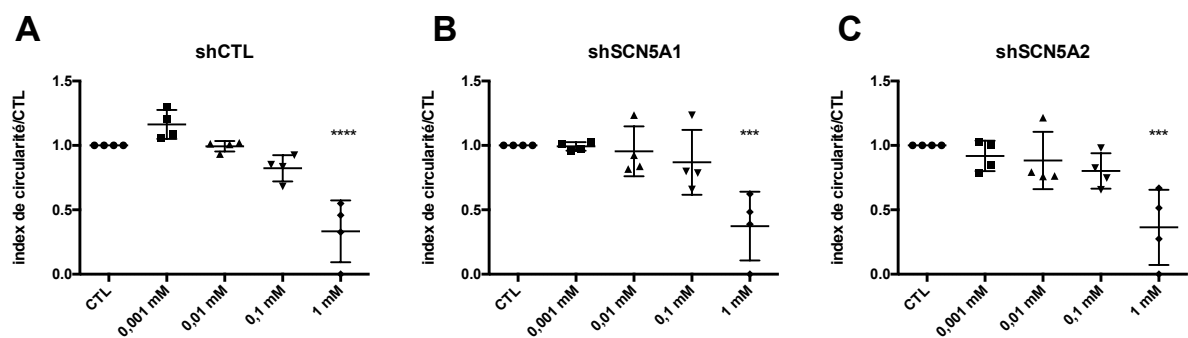 A
shCTL
index de circularité/CTL
1.5
1.0
0.5
0.0
****
CTL
0,001 mM
0,01 mM
0,1 mM
1 mM
B
shSCN5A1
index de circularité/CTL
1.5
1.0
0.5
0.0
***
CTL
0,001 mM
0,01 mM
0,1 mM
1 mM
C
shSCN5A2
index de circularité/CTL
1.5
1.0
0.5
0.0
***
CTL
0,001 mM
0,01 mM
0,1 mM
1 mM